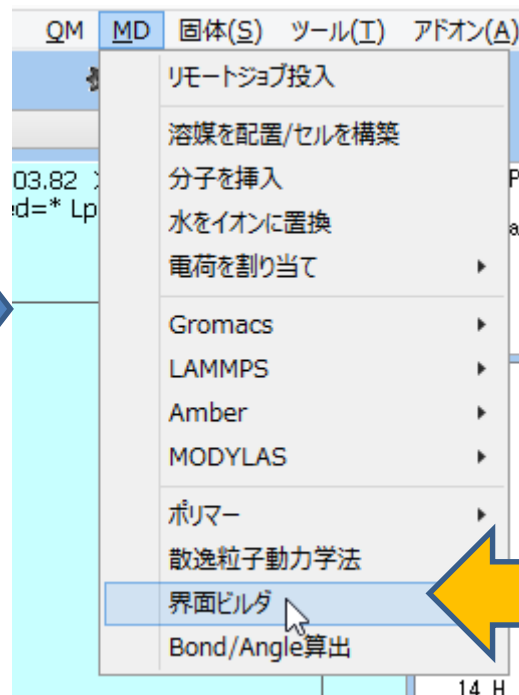 QM MD 固体(S) ツール(T) アドオン(A)
リモートジョブ投入
溶媒を配置/セルを構築
03.82
分子を挿入
d=* Lp
水をイオンに置換
電荷を割り当て
Gromacs
LAMMPS
Amber
MODYLAS
ポリマー
散逸粒子動力学法
界面ビルダ
Bond/Angle算出
14 H